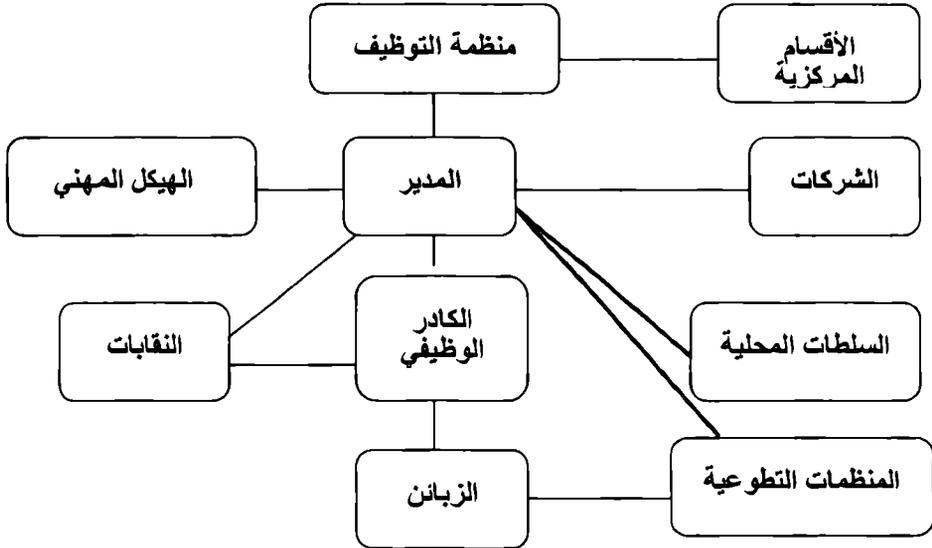 منظمة التوظيف
الأقسام
المركزية
الهيكل المهني
المدير
الشركات
النقابات
الكادر
الوظيفي
السلطات المحلية
الزبائن
المنظمات التطوعية